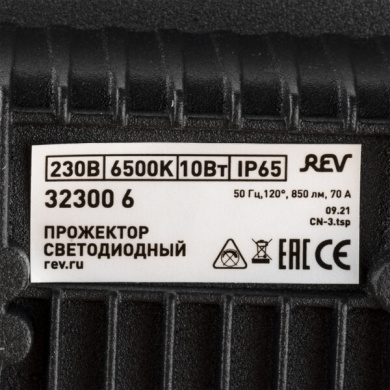 230В 6500K 10Вт IP65 REV
32300 6
50 Гц,120°, 850 лм, 70 А
09.21
CN-3.tsp
ПРОЖЕКТОР
СВЕТОДИОДНЫЙ
rev.ru
EAC CE